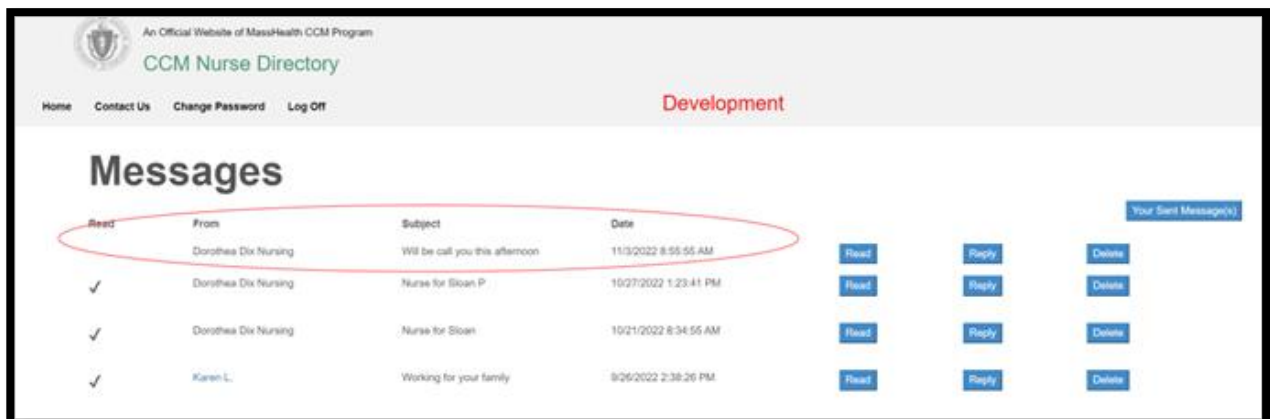 An Official Website of MassHealth CCM Program
CCM Nurse Directory
Home Contact Us Change Password Log Off Development
Messages
Your Sent Message(s)
Read From Subject Date
Dorothea Dix Nursing Will be call you this afternoon 11/3/2022 8:55:55 AM Read Reply Delete
✓ Dorothea Dix Nursing Nurse for Sloan P 10/27/2022 1:23:41 PM Read Reply Delete
✓ Dorothea Dix Nursing Nurse for Sloan 10/21/2022 8:34:55 AM Read Reply Delete
✓ Karen L. Working for your family 9/26/2022 2:38:26 PM Read Reply Delete